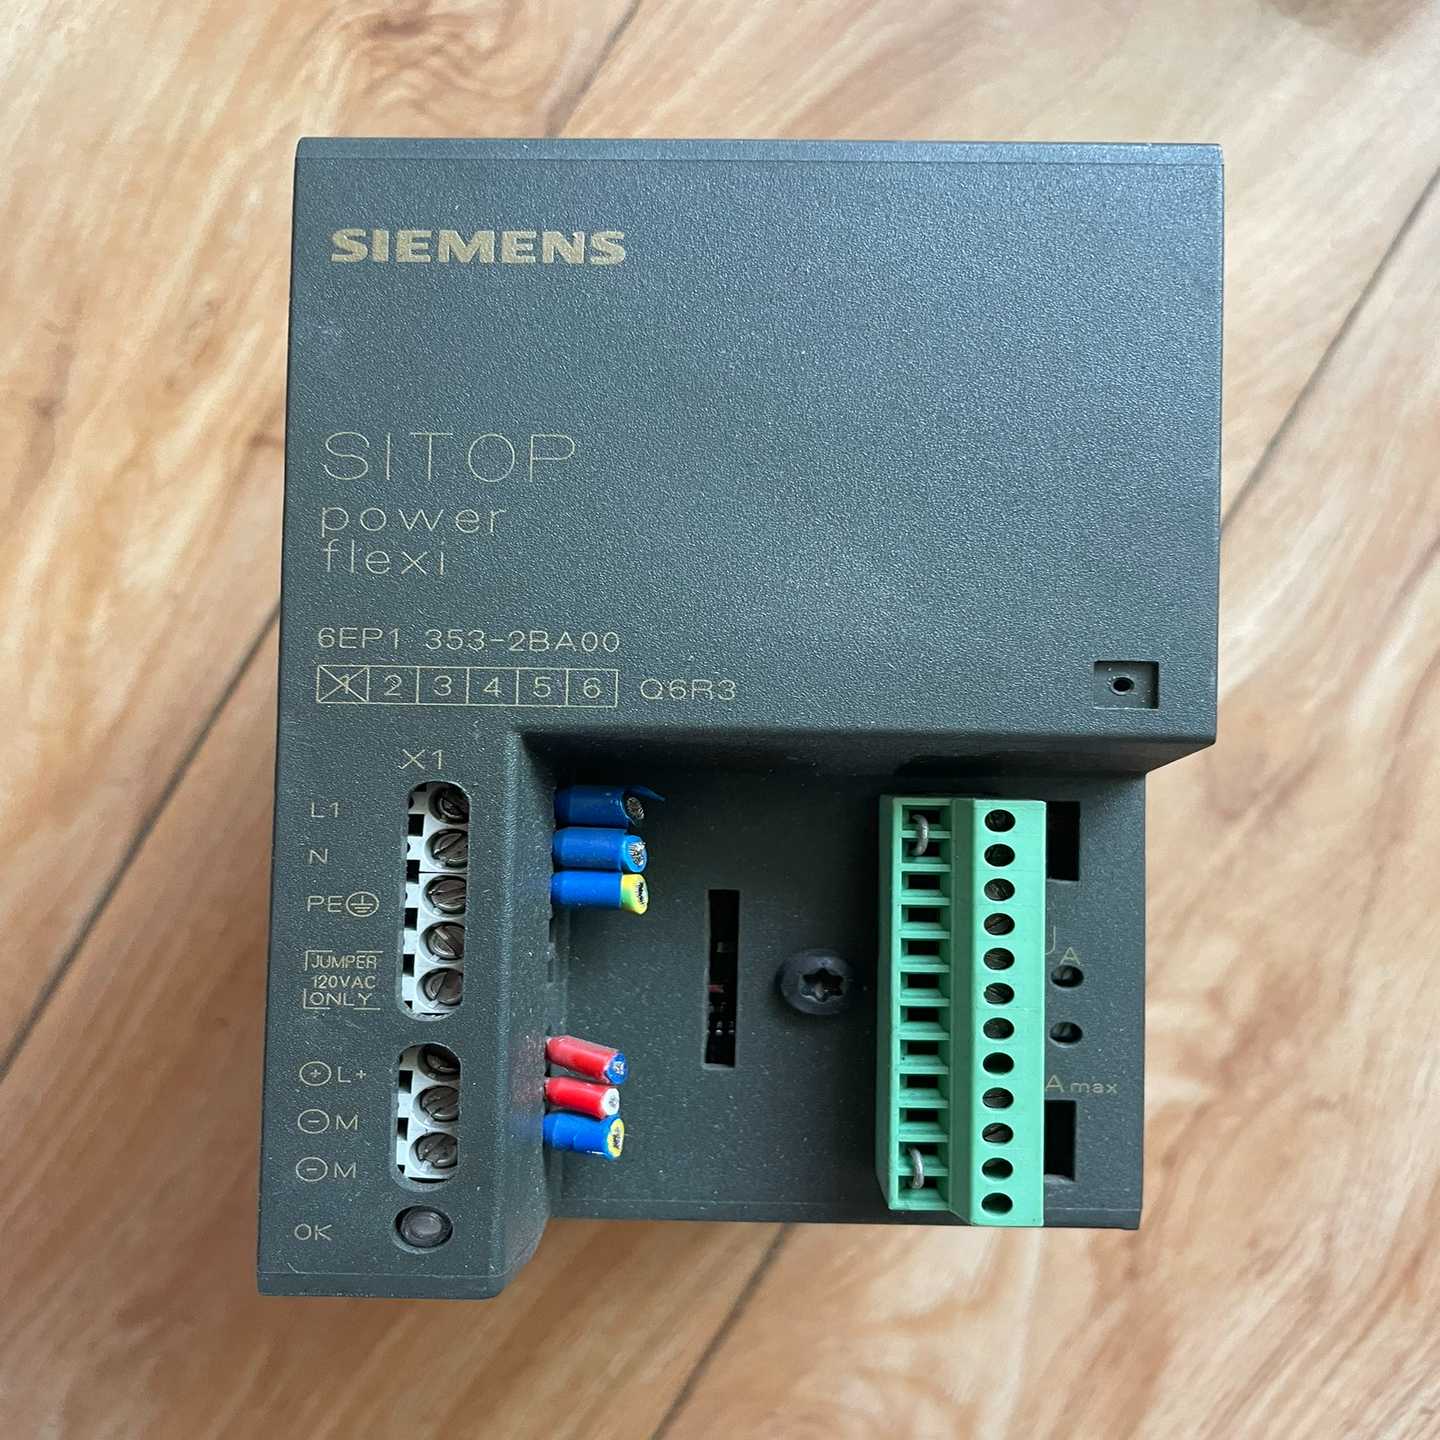 SIEMENS
SITOP
power
flexi
6EP1 353-2BA00
1 2 3 4 5 6 Q6R3
X1
L1
N
PE
JUMPER
120VAC
ONLY
L+
M
M
OK
A
A max